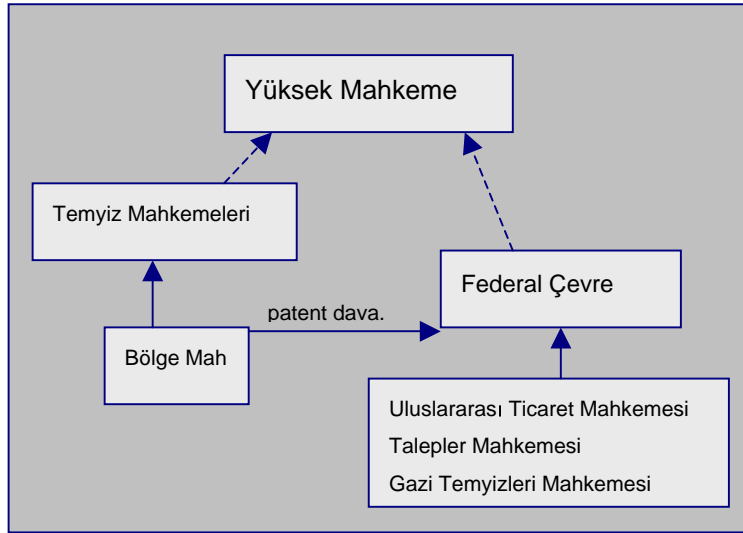 Yüksek Mahkeme
Temyiz Mahkemeleri
Federal Çevre
patent dava.
Bölge Mah
Uluslararası Ticaret Mahkemesi
Talepler Mahkemesi
Gazi Temyizleri Mahkemesi